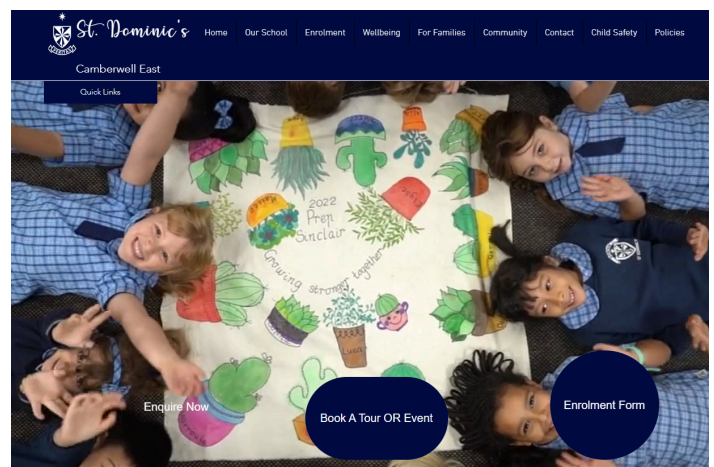 St. Dominic's
Camberwell East
Home Our School Enrolment Wellbeing For Families Community Contact Child Safety Policies
Quick Links
2022
Prep
Sinclair
Growing stronger together
Luca
Enquire Now
Book A Tour OR Event
Enrolment Form